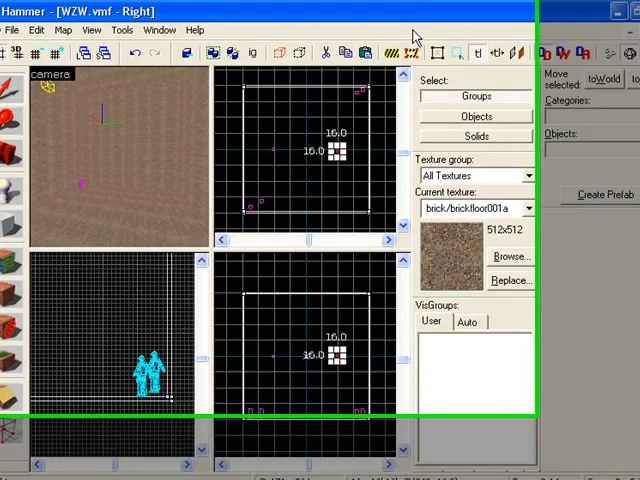 Hammer - [WZW.vmf - Right]
File Edit Map View Tools Window Help
camera
16.0
16.0
16.0
16.0
Select:
Groups
Objects
Solids
Texture group:
All Textures
Current texture:
brick/brickfloor001a
512x512
Browse...
Replace...
VisGroups:
User Auto
Move
selected:
toWorld
Categories:
Objects:
Create Prefab